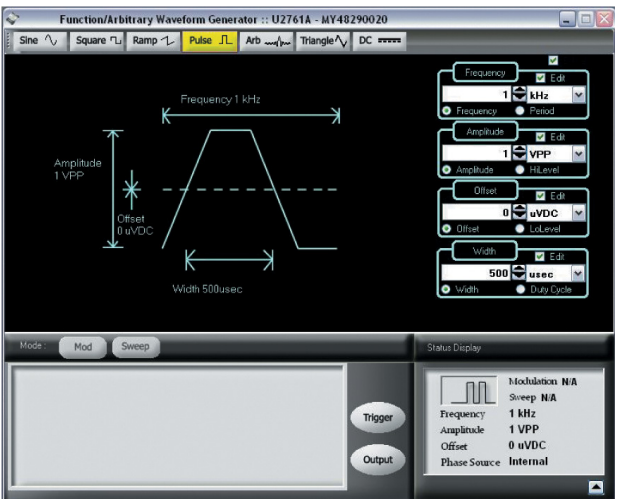 Function/Arbitrary Waveform Generator :: U2761A - MY48290020
Sine Square Ramp Pulse Arb Triangle DC
Frequency
Edit
1 kHz
Frequency Period
Amplitude
Edit
1 VPP
Amplitude HiLevel
Offset
Edit
0 uVDC
Offset LoLevel
Width
Edit
500 usec
Width Duty Cycle
Frequency 1 kHz
Amplitude
1 VPP
Offset
0 uVDC
Width 500usec
Mode : Mod Sweep
Trigger
Output
Status Display
Modulation N/A
Sweep N/A
Frequency 1 kHz
Amplitude 1 VPP
Offset 0 uVDC
Phase Source Internal